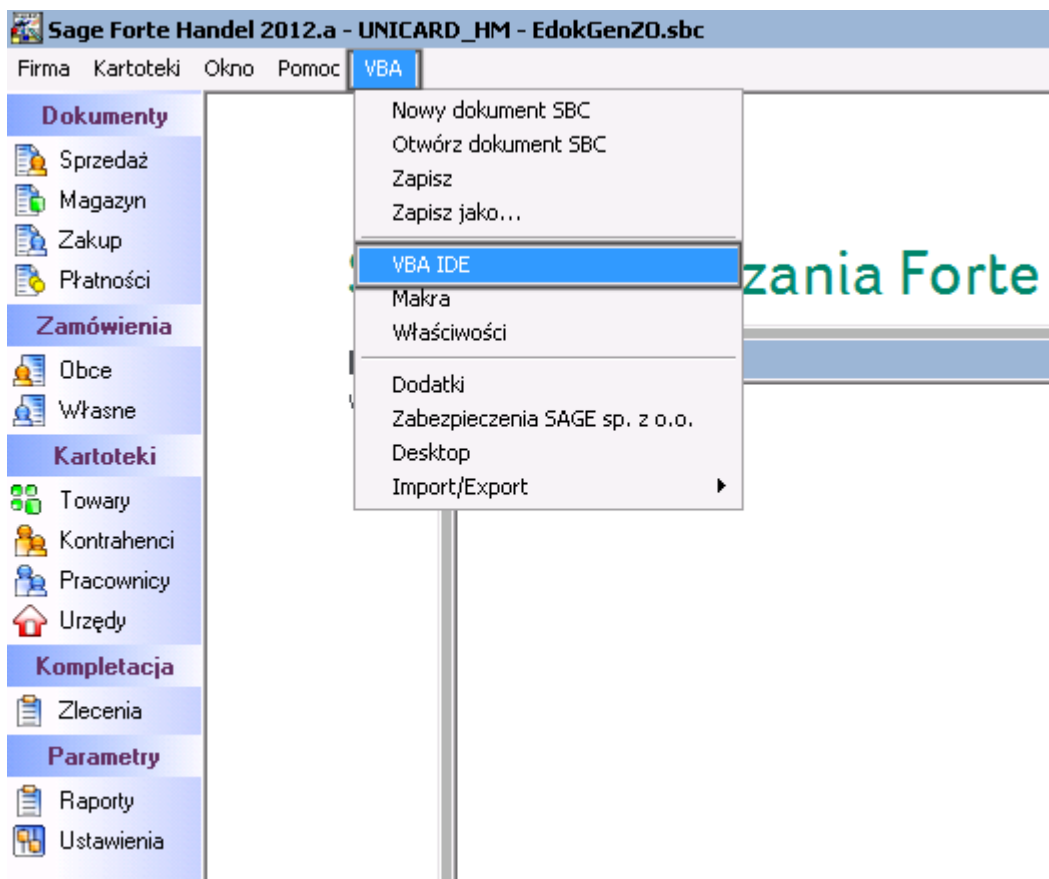 Sage Forte Handel 2012.a - UNICARD_HM - EdokGenZO.sbc
Firma Kartoteki Okno Pomoc VBA
Dokumenty
Sprzedaż
Magazyn
Zakup
Płatności
Zamówienia
Obce
Własne
Kartoteki
Towary
Kontrahenci
Pracownicy
Urzędy
Kompletacja
Zlecenia
Parametry
Raporty
Ustawienia
Nowy dokument SBC
Otwórz dokument SBC
Zapisz
Zapisz jako...
VBA IDE
Makra
Właściwości
Dodatki
Zabezpieczenia SAGE sp. z o.o.
Desktop
Import/Export
zania Forte